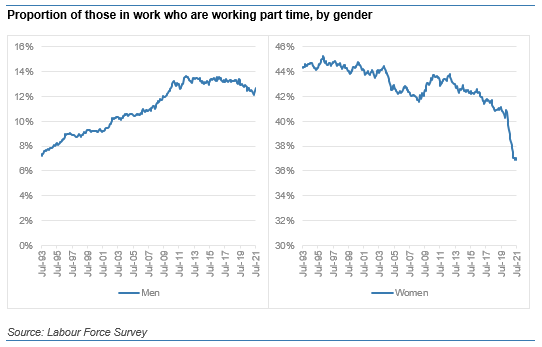 Proportion of those in work who are working part time, by gender
16%
14%
12%
10%
8%
6%
4%
2%
0%
Jul-93
Jul-95
Jul-97
Jul-99
Jul-01
Jul-03
Jul-05
Jul-07
Jul-09
Jul-11
Jul-13
Jul-15
Jul-17
Jul-19
Jul-21
Men
46%
44%
42%
40%
38%
36%
34%
32%
30%
Jul-93
Jul-95
Jul-97
Jul-99
Jul-01
Jul-03
Jul-05
Jul-07
Jul-09
Jul-11
Jul-13
Jul-15
Jul-17
Jul-19
Jul-21
Women
Source: Labour Force Survey